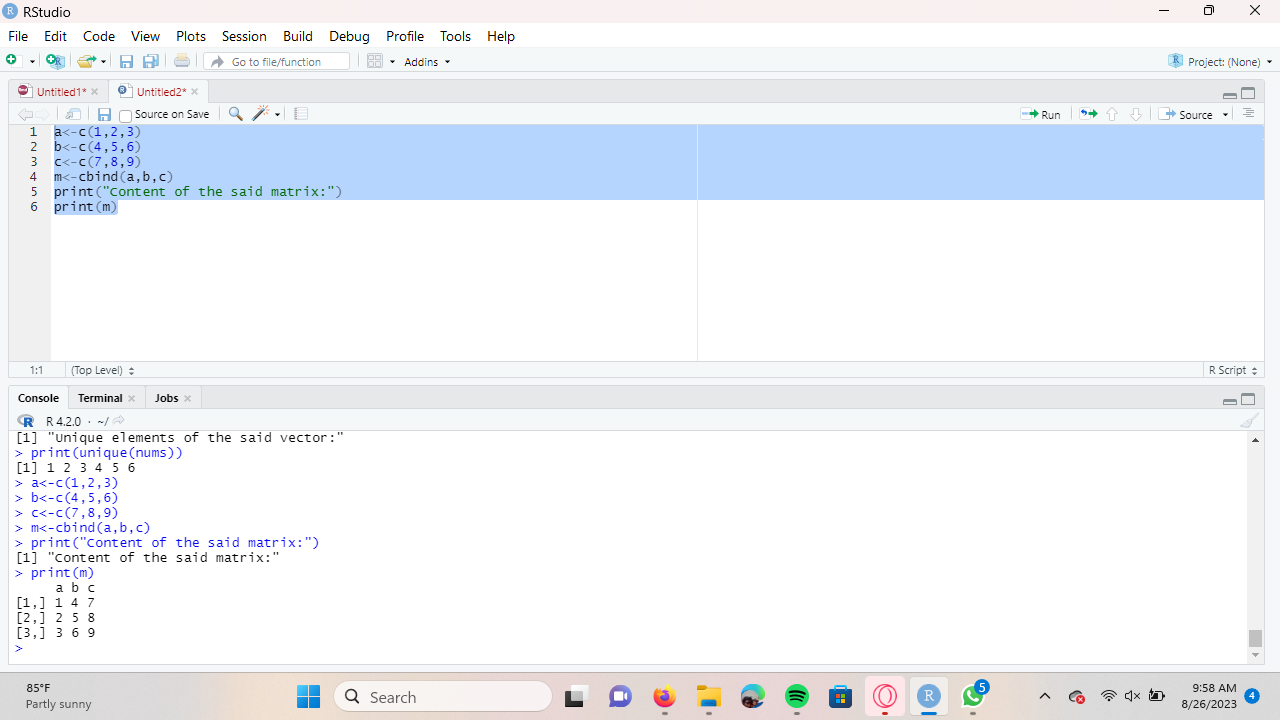 RStudio
File Edit Code View Plots Session Build Debug Profile Tools Help
Go to file/function Addins Project: (None)
Untitled1* Untitled2*
Source on Save Run Source
1 a<-c(1,2,3)
2 b<-c(4,5,6)
3 c<-c(7,8,9)
4 m<-cbind(a,b,c)
5 print("Content of the said matrix:")
6 print(m)
1:1 (Top Level) R Script
Console Terminal Jobs
R 4.2.0 · ~/
[1] "Unique elements of the said vector:"
> print(unique(nums))
[1] 1 2 3 4 5 6
> a<-c(1,2,3)
> b<-c(4,5,6)
> c<-c(7,8,9)
> m<-cbind(a,b,c)
> print("Content of the said matrix:")
[1] "Content of the said matrix:"
> print(m)
a b c
[1,] 1 4 7
[2,] 2 5 8
[3,] 3 6 9
>
85°F
Partly sunny
Search
5
9:58 AM
8/26/2023
4